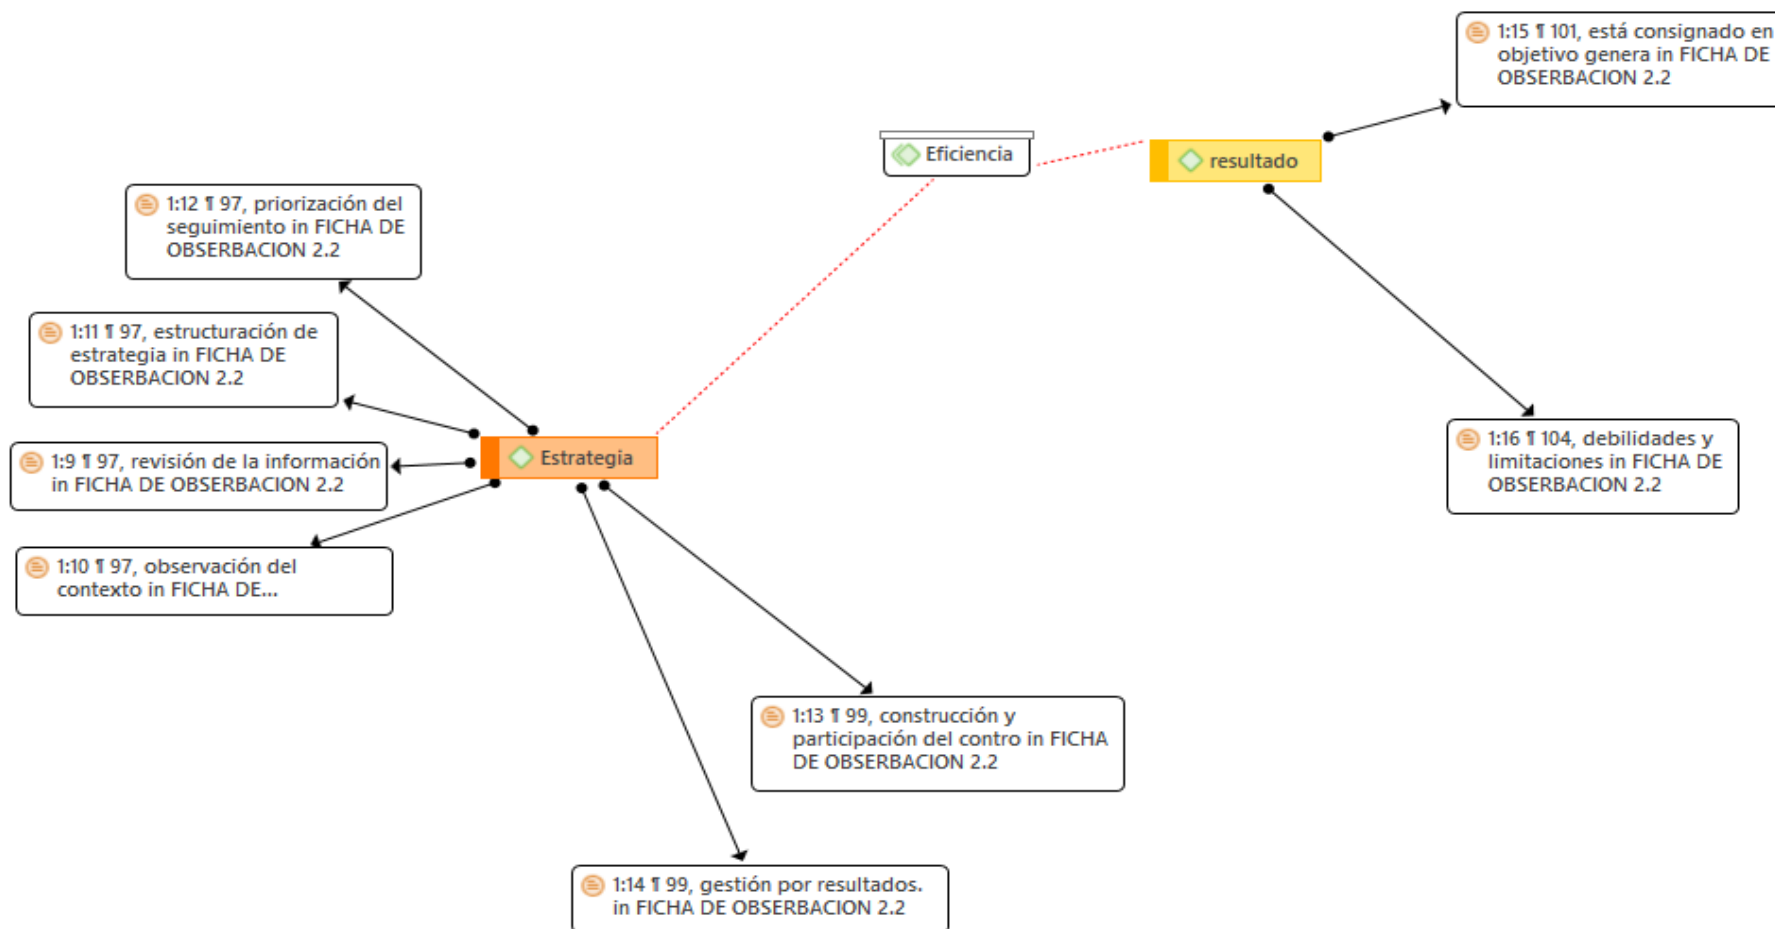 1:15 ¶ 101, está consignado en
objetivo genera in FICHA DE
OBSERBACION 2.2
Eficiencia
resultado
1:12 ¶ 97, priorización del
seguimiento in FICHA DE
OBSERBACION 2.2
1:11 ¶ 97, estructuración de
estrategia in FICHA DE
OBSERBACION 2.2
1:9 ¶ 97, revisión de la información
in FICHA DE OBSERBACION 2.2
Estrategia
1:16 ¶ 104, debilidades y
limitaciones in FICHA DE
OBSERBACION 2.2
1:10 ¶ 97, observación del
contexto in FICHA DE...
1:13 ¶ 99, construcción y
participación del contro in FICHA
DE OBSERBACION 2.2
1:14 ¶ 99, gestión por resultados.
in FICHA DE OBSERBACION 2.2